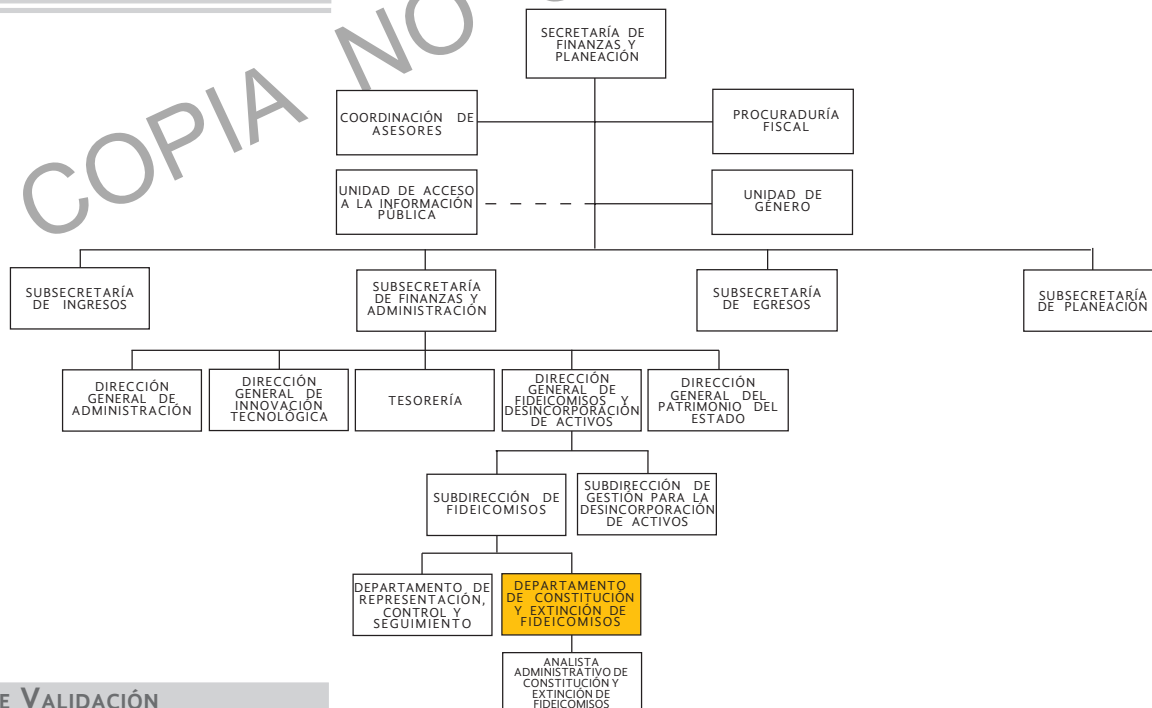 COPIA NO
SECRETARÍA DE
FINANZAS Y
PLANEACIÓN
COORDINACIÓN DE
ASESORES
PROCURADURÍA
FISCAL
UNIDAD DE ACCESO
A LA INFORMACIÓN
PÚBLICA
UNIDAD DE
GÉNERO
SUBSECRETARÍA
DE INGRESOS
SUBSECRETARÍA
DE FINANZAS Y
ADMINISTRACIÓN
SUBSECRETARÍA
DE EGRESOS
SUBSECRETARÍA
DE PLANEACIÓN
DIRECCIÓN
GENERAL DE
ADMINISTRACIÓN
DIRECCIÓN
GENERAL DE
INNOVACIÓN
TECNOLÓGICA
TESORERÍA
DIRECCIÓN
GENERAL DE
FIDEICOMISOS Y
DESINCORPORACIÓN
DE ACTIVOS
DIRECCIÓN
GENERAL DEL
PATRIMONIO DEL
ESTADO
SUBDIRECCIÓN DE
FIDEICOMISOS
SUBDIRECCIÓN DE
GESTIÓN PARA LA
DESINCORPORACIÓN
DE ACTIVOS
DEPARTAMENTO DE
REPRESENTACIÓN,
CONTROL Y
SEGUIMIENTO
DEPARTAMENTO
DE CONSTITUCIÓN
Y EXTINCIÓN DE
FIDEICOMISOS
ANALISTA
ADMINISTRATIVO DE
CONSTITUCIÓN Y
EXTINCIÓN DE
FIDEICOMISOS
E VALIDACIÓN